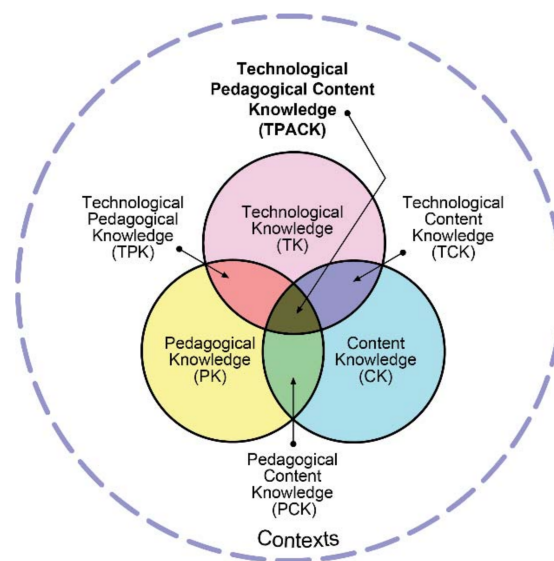 Technological
Pedagogical Content
Knowledge
(TPACK)
Technological
Pedagogical
Knowledge
(TPK)
Technological
Knowledge
(TK)
Technological
Content
Knowledge
(TCK)
Pedagogical
Knowledge
(PK)
Content
Knowledge
(CK)
Pedagogical
Content
Knowledge
(PCK)
Contexts